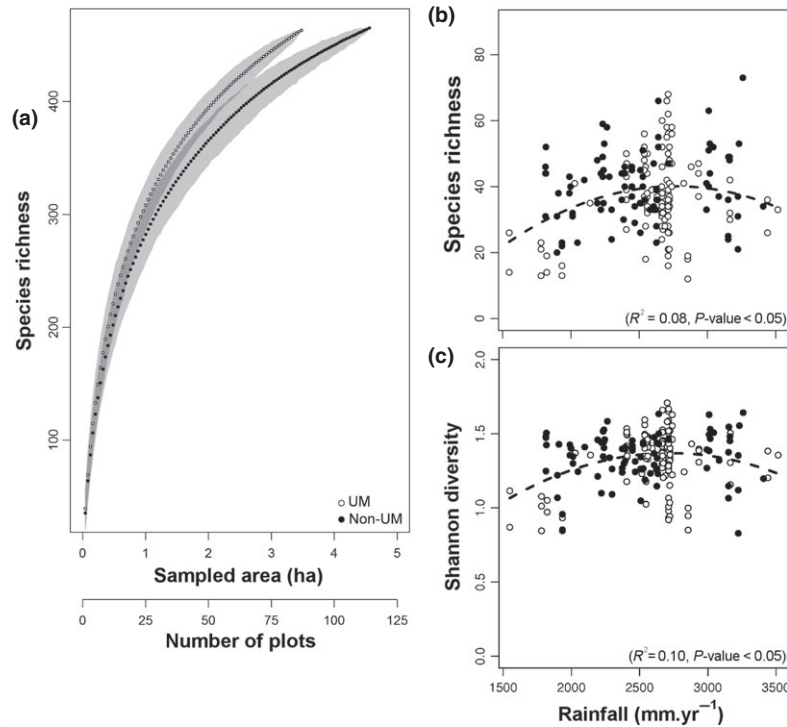 (a)
Species richness
400
300
200
100
UM
Non-UM
0 1 2 3 4 5
Sampled area (ha)
0 25 50 75 100 125
Number of plots
(b)
Species richness
80
60
40
20
0
(R² = 0.08, P-value < 0.05)
(c)
Shannon diversity
2.0
1.5
1.0
0.5
0.0
(R² = 0.10, P-value < 0.05)
1500 2000 2500 3000 3500
Rainfall (mm.yr⁻¹)